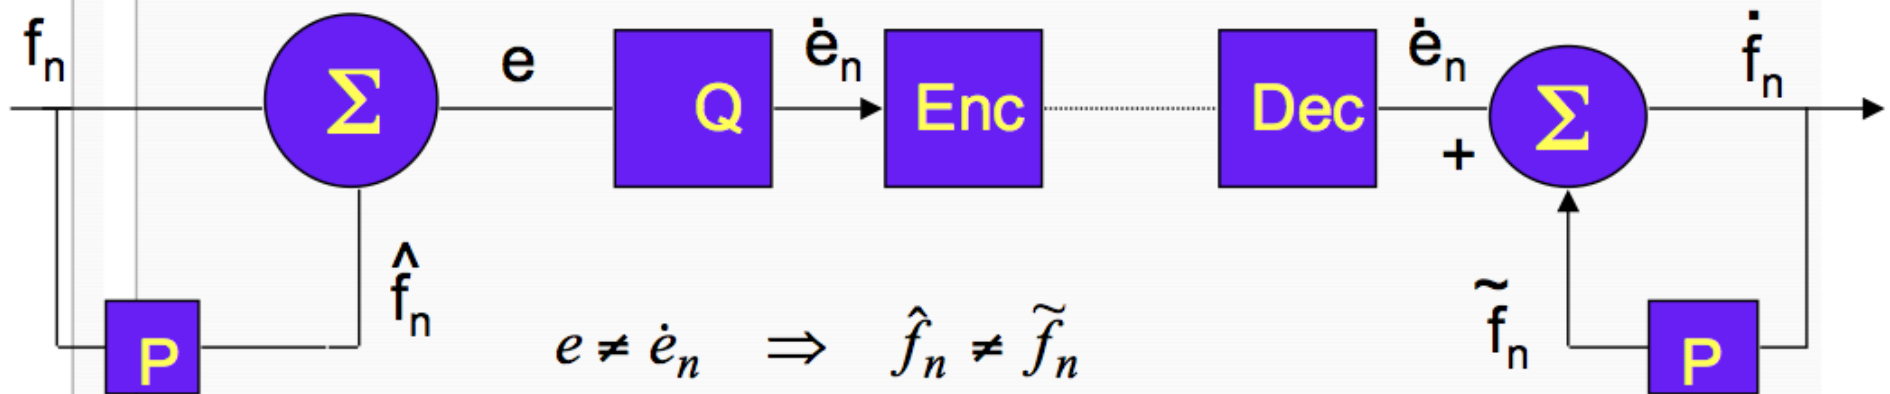 fₙ
Σ
e
Q
ėₙ
Enc
Dec
ėₙ
+
Σ
ḟₙ
P
f̂ₙ
e ≠ ėₙ ⇒ f̂ₙ ≠ f̃ₙ
f̃ₙ
P